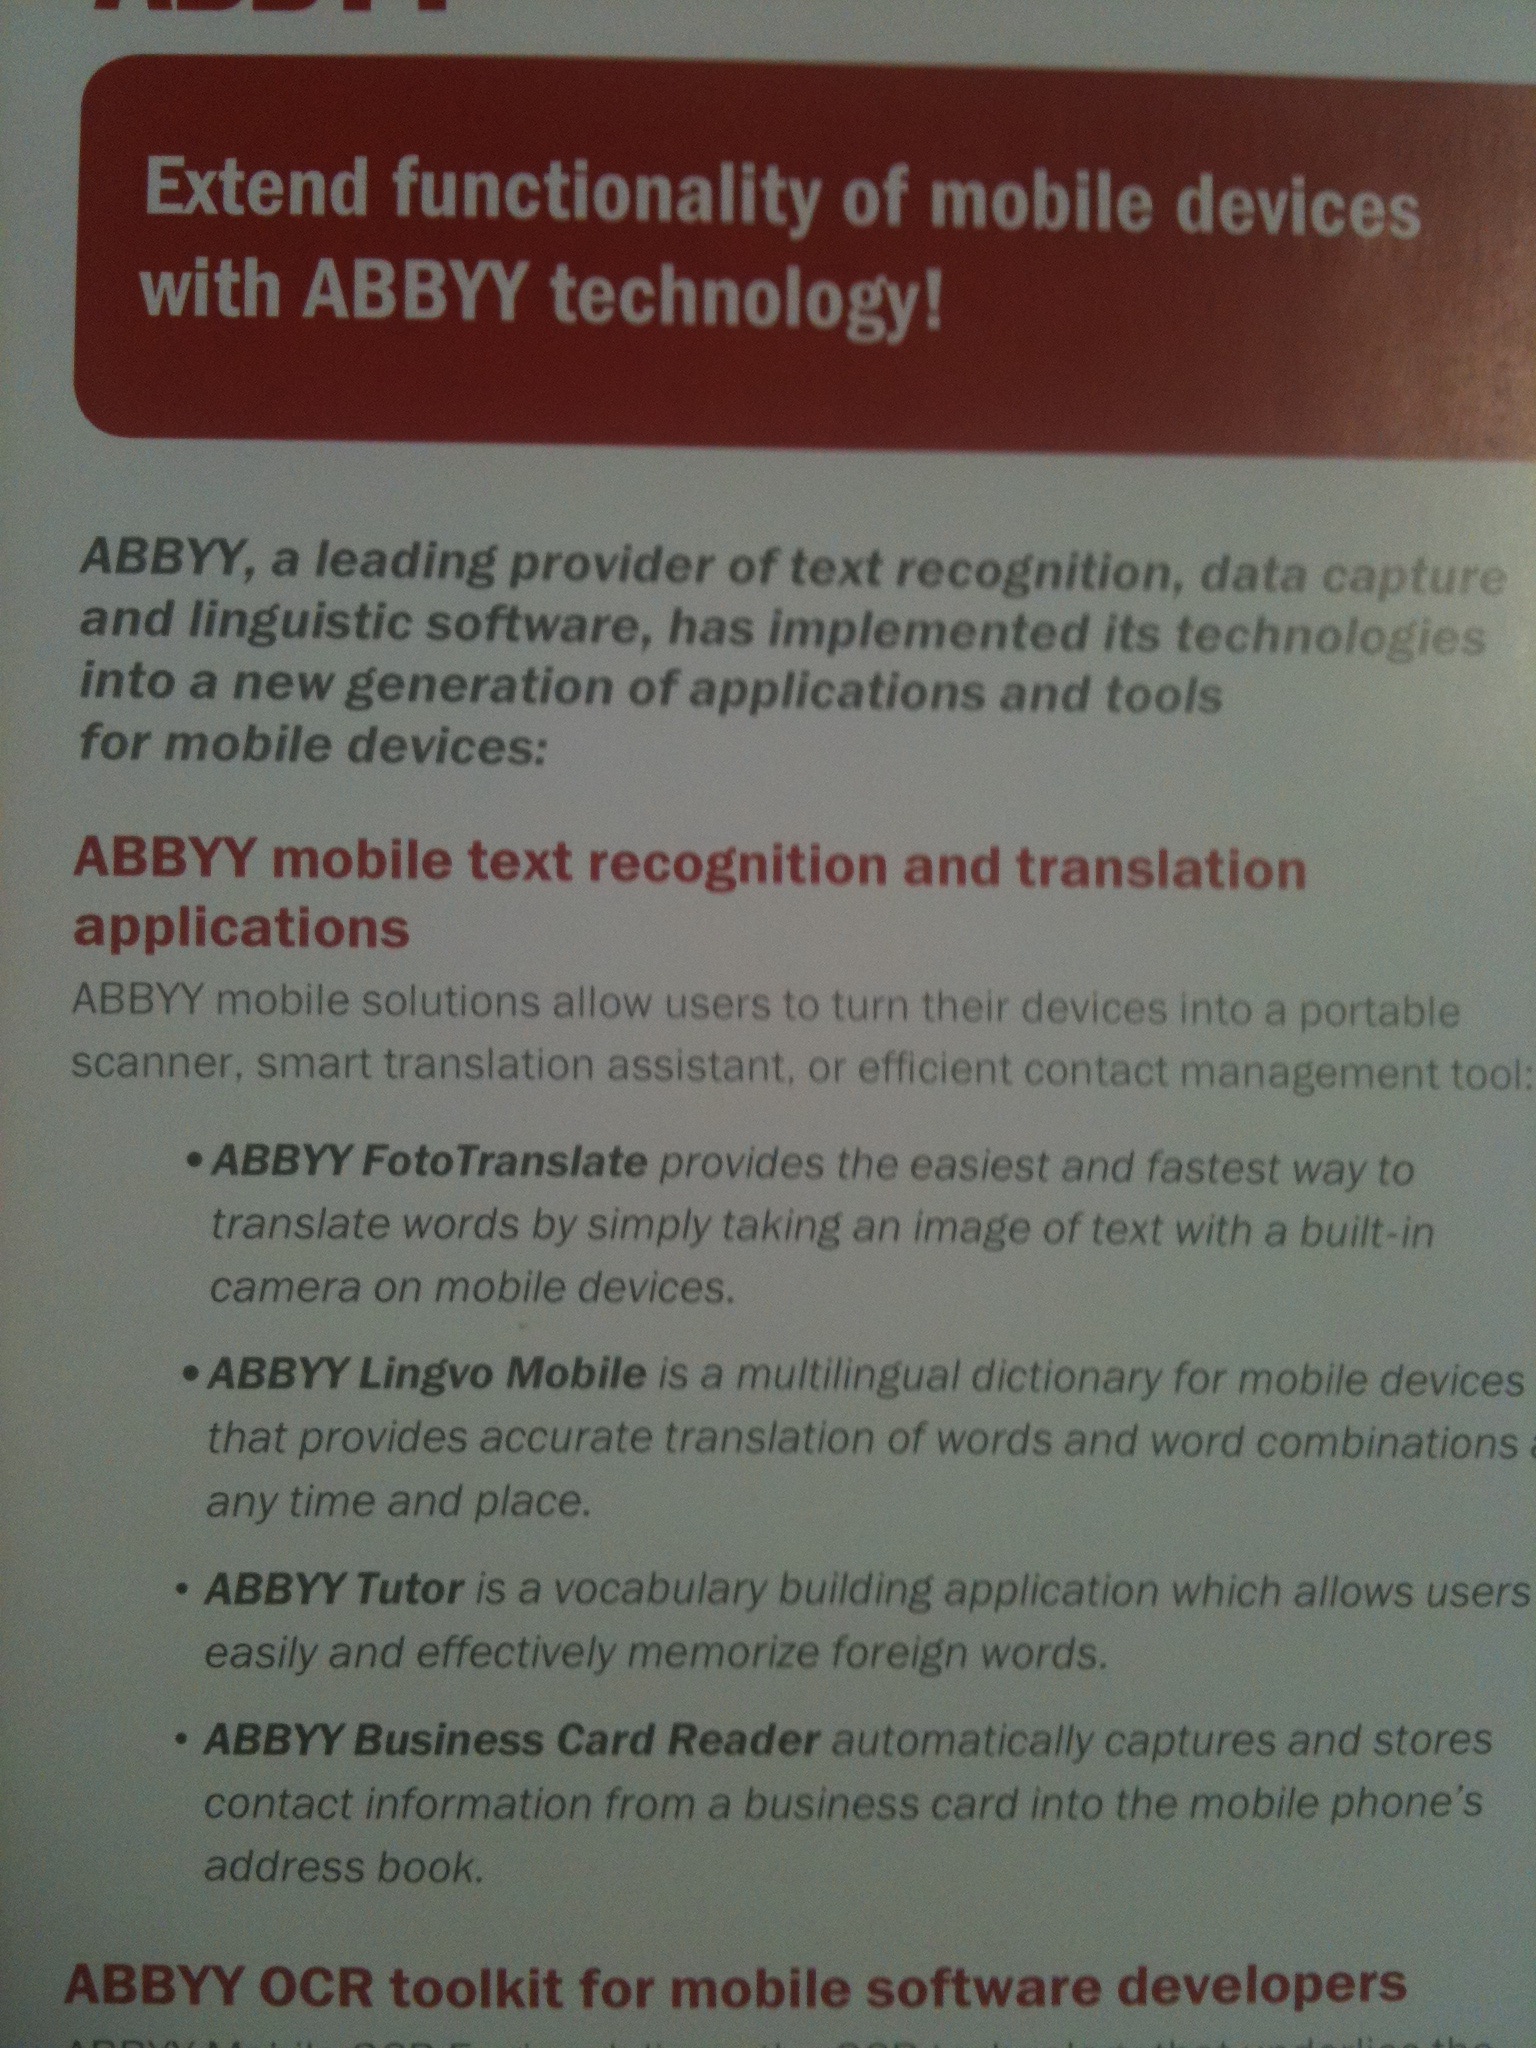 ABBYY
Extend functionality of mobile devices
with ABBYY technology!
ABBYY, a leading provider of text recognition, data capture
and linguistic software, has implemented its technologies
into a new generation of applications and tools
for mobile devices:
ABBYY mobile text recognition and translation
applications
ABBYY mobile solutions allow users to turn their devices into a portable
scanner, smart translation assistant, or efficient contact management tool:
• ABBYY FotoTranslate provides the easiest and fastest way to
translate words by simply taking an image of text with a built-in
camera on mobile devices.
• ABBYY Lingvo Mobile is a multilingual dictionary for mobile devices
that provides accurate translation of words and word combinations
any time and place.
• ABBYY Tutor is a vocabulary building application which allows users
easily and effectively memorize foreign words.
• ABBYY Business Card Reader automatically captures and stores
contact information from a business card into the mobile phone's
address book.
ABBYY OCR toolkit for mobile software developers